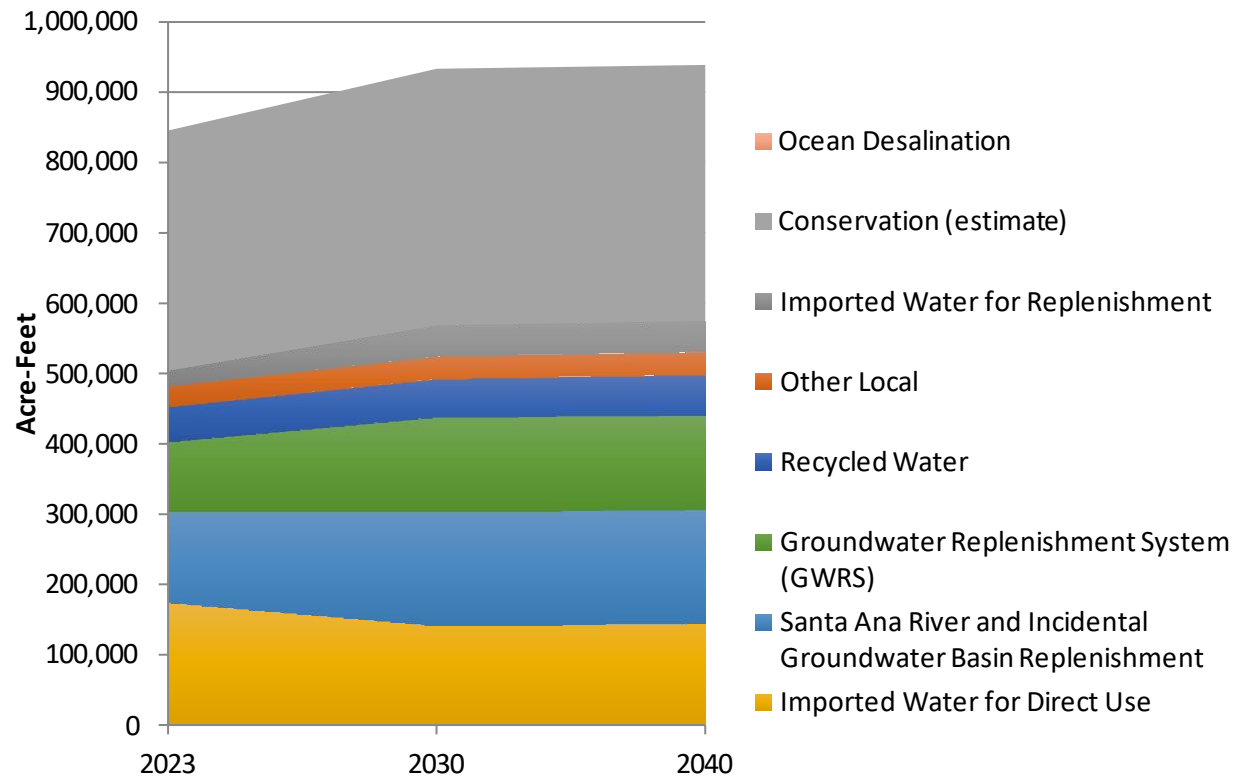 1,000,000
900,000
800,000
700,000
600,000
500,000
400,000
300,000
200,000
100,000
0
Acre-Feet
2023
2030
2040
Ocean Desalination
Conservation (estimate)
Imported Water for Replenishment
Other Local
Recycled Water
Groundwater Replenishment System
(GWRS)
Santa Ana River and Incidental
Groundwater Basin Replenishment
Imported Water for Direct Use